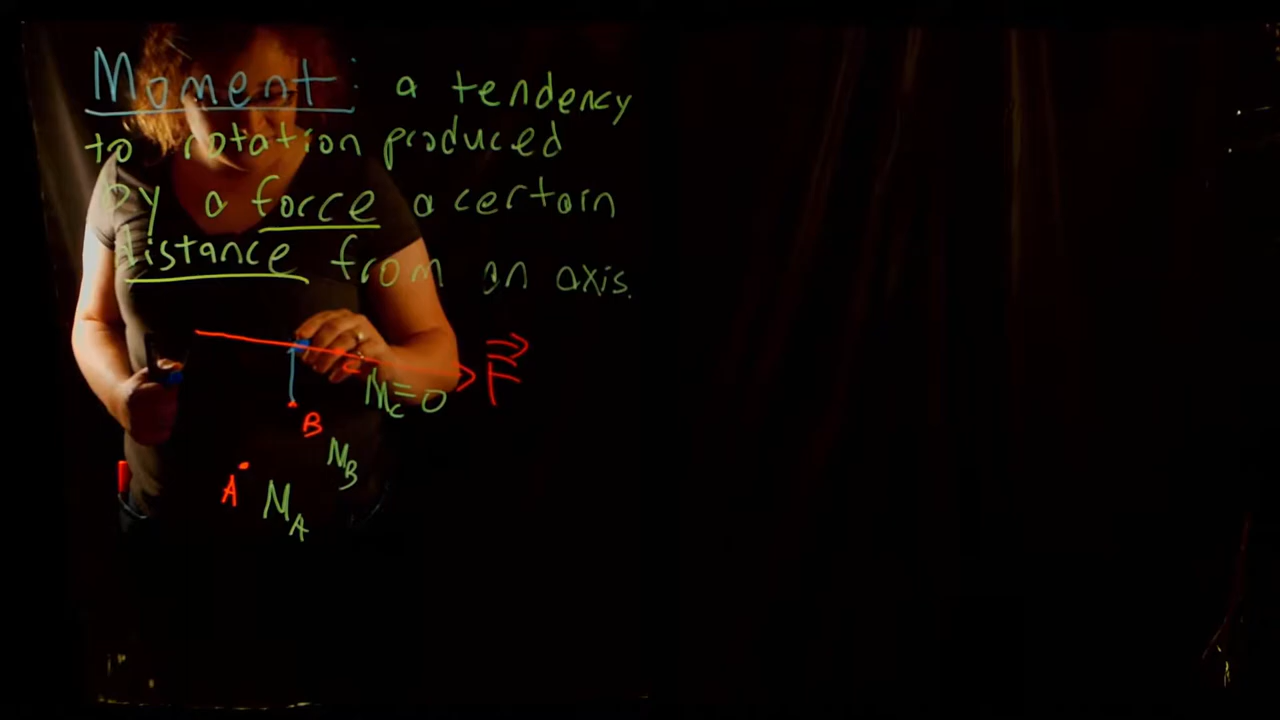 Moment: a tendency
to rotation produced
by a force a certain
distance from an axis.
F
M_C=0
B
M_B
A
M_A